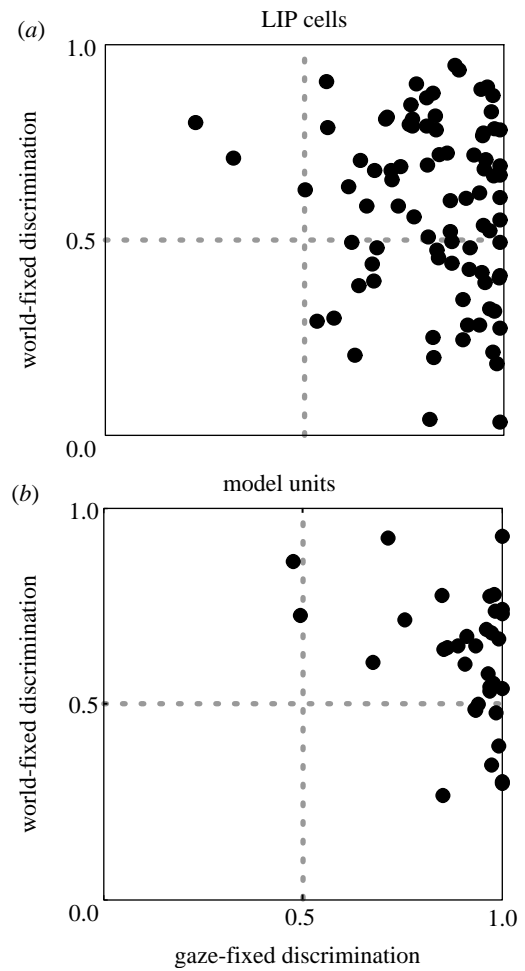 (a)
LIP cells
1.0
world-fixed discrimination
0.5
0.0
(b)
model units
1.0
world-fixed discrimination
0.5
0.0
0.5
1.0
gaze-fixed discrimination